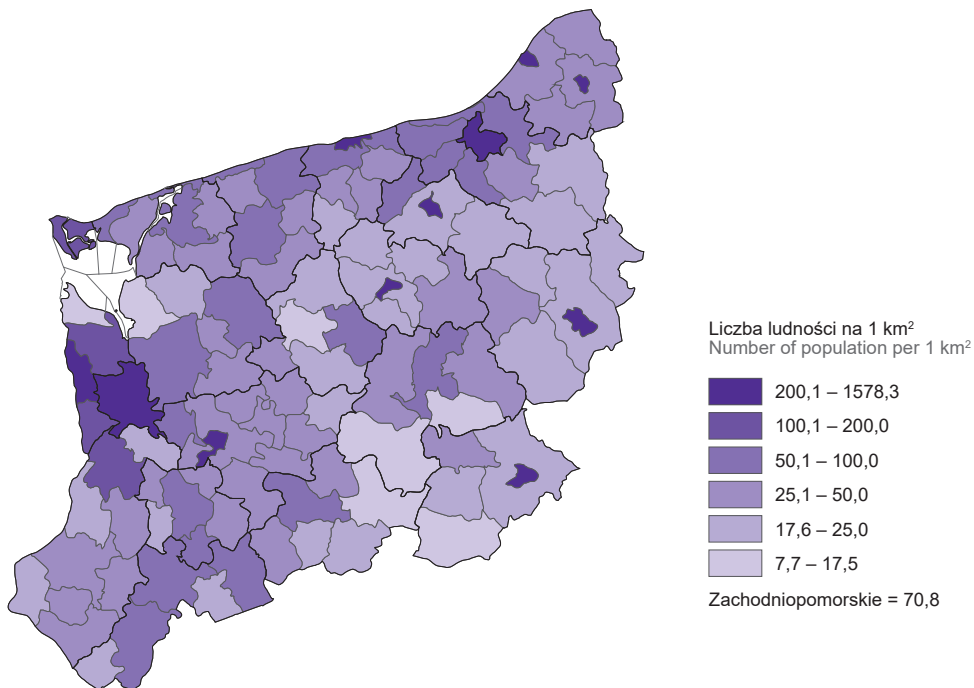 Liczba ludności na 1 km²
Number of population per 1 km²
200,1 – 1578,3
100,1 – 200,0
50,1 – 100,0
25,1 – 50,0
17,6 – 25,0
7,7 – 17,5
Zachodniopomorskie = 70,8